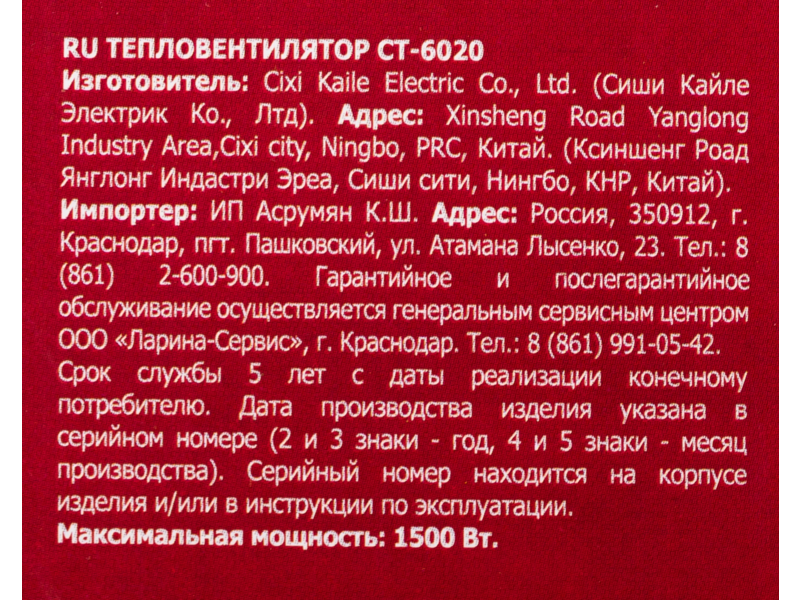 RU ТЕПЛОВЕНТИЛЯТОР СТ-6020
Изготовитель: Cixi Kaile Electric Co., Ltd. (Сиши Кайле
Электрик Ко., Лтд). Адрес: Xinsheng Road Yanglong
Industry Area,Cixi city, Ningbo, PRC, Китай. (Ксиншенг Роад
Янглонг Индастри Эреа, Сиши сити, Нингбо, КНР, Китай).
Импортер: ИП Асрумян К.Ш. Адрес: Россия, 350912, г.
Краснодар, пгт. Пашковский, ул. Атамана Лысенко, 23. Тел.: 8
(861) 2-600-900. Гарантийное и послегарантийное
обслуживание осуществляется генеральным сервисным центром
ООО «Ларина-Сервис», г. Краснодар. Тел.: 8 (861) 991-05-42.
Срок службы 5 лет с даты реализации конечному
потребителю. Дата производства изделия указана в
серийном номере (2 и 3 знаки - год, 4 и 5 знаки - месяц
производства). Серийный номер находится на корпусе
изделия и/или в инструкции по эксплуатации.
Максимальная мощность: 1500 Вт.